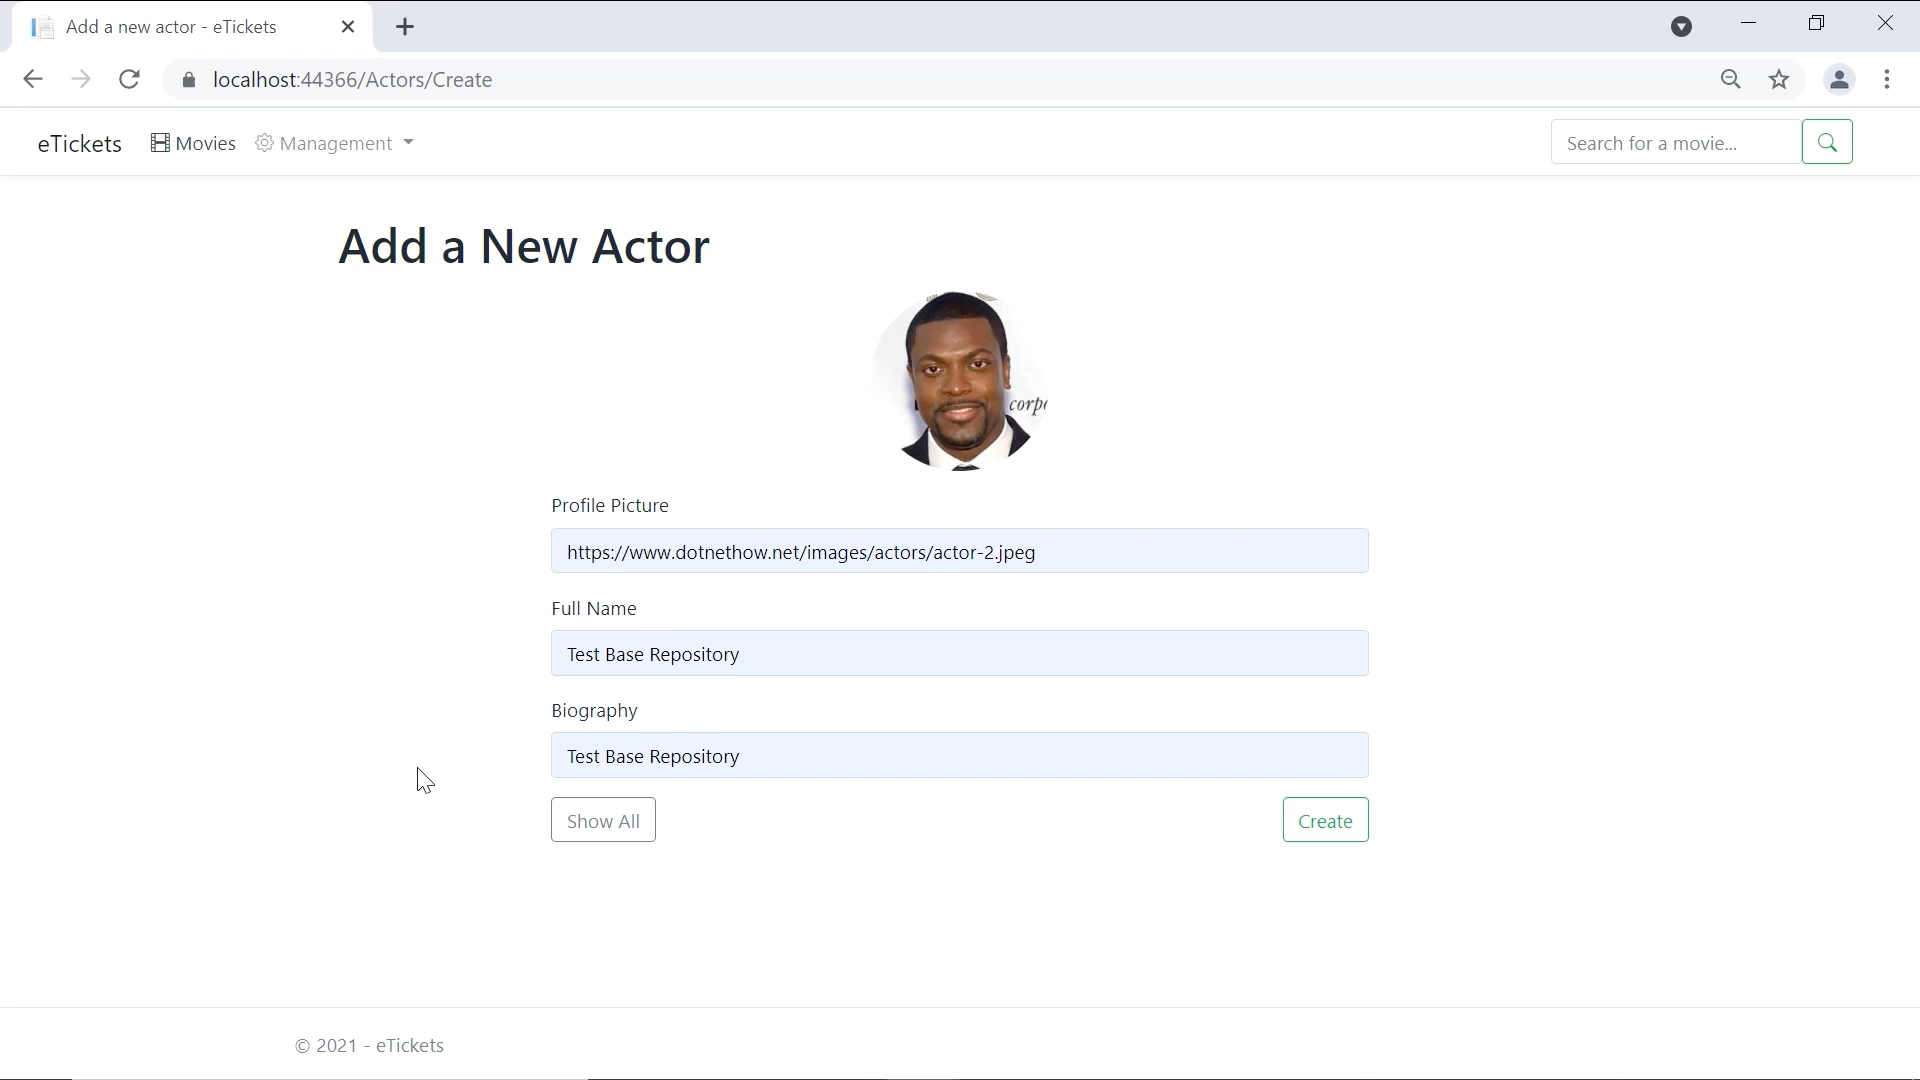 Add a new actor - eTickets
localhost:44366/Actors/Create
eTickets Movies Management Search for a movie...
Add a New Actor
corpo
Profile Picture
https://www.dotnethow.net/images/actors/actor-2.jpeg
Full Name
Test Base Repository
Biography
Test Base Repository
Show All Create
© 2021 - eTickets